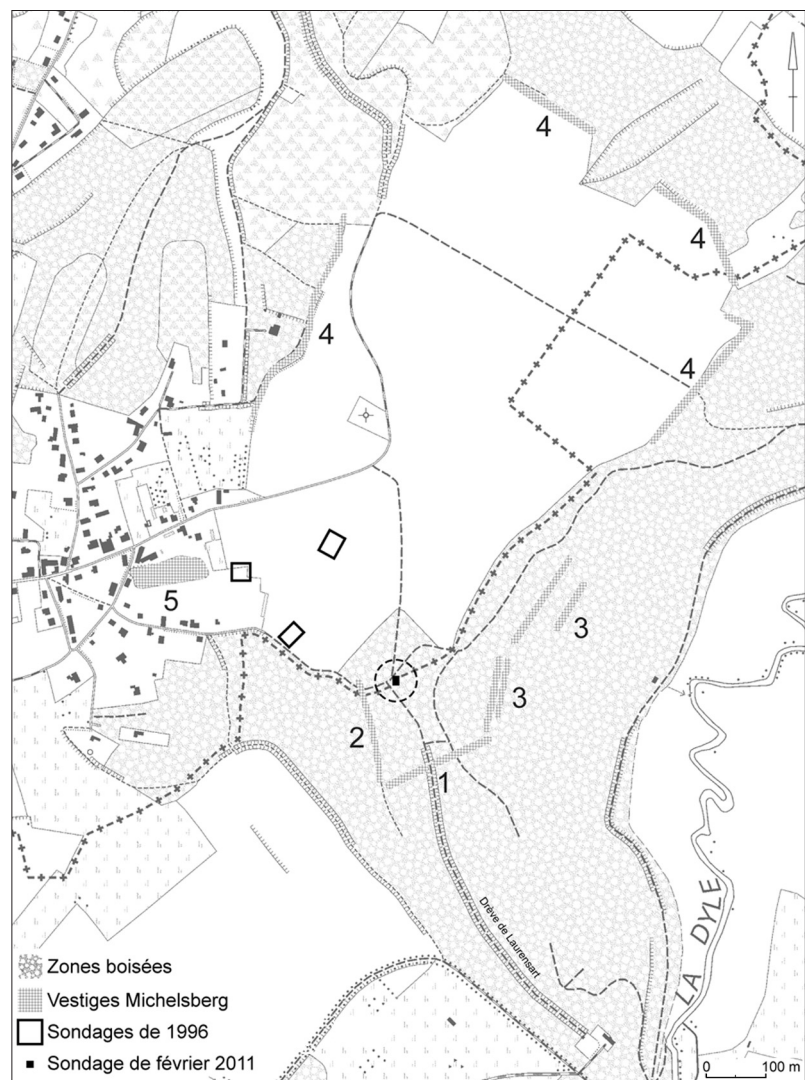 4
4
4
4
5
3
3
2
1
Drève de Laurensart
LA DYLE
Zones boisées
Vestiges Michelsberg
Sondages de 1996
Sondage de février 2011
0 100 m